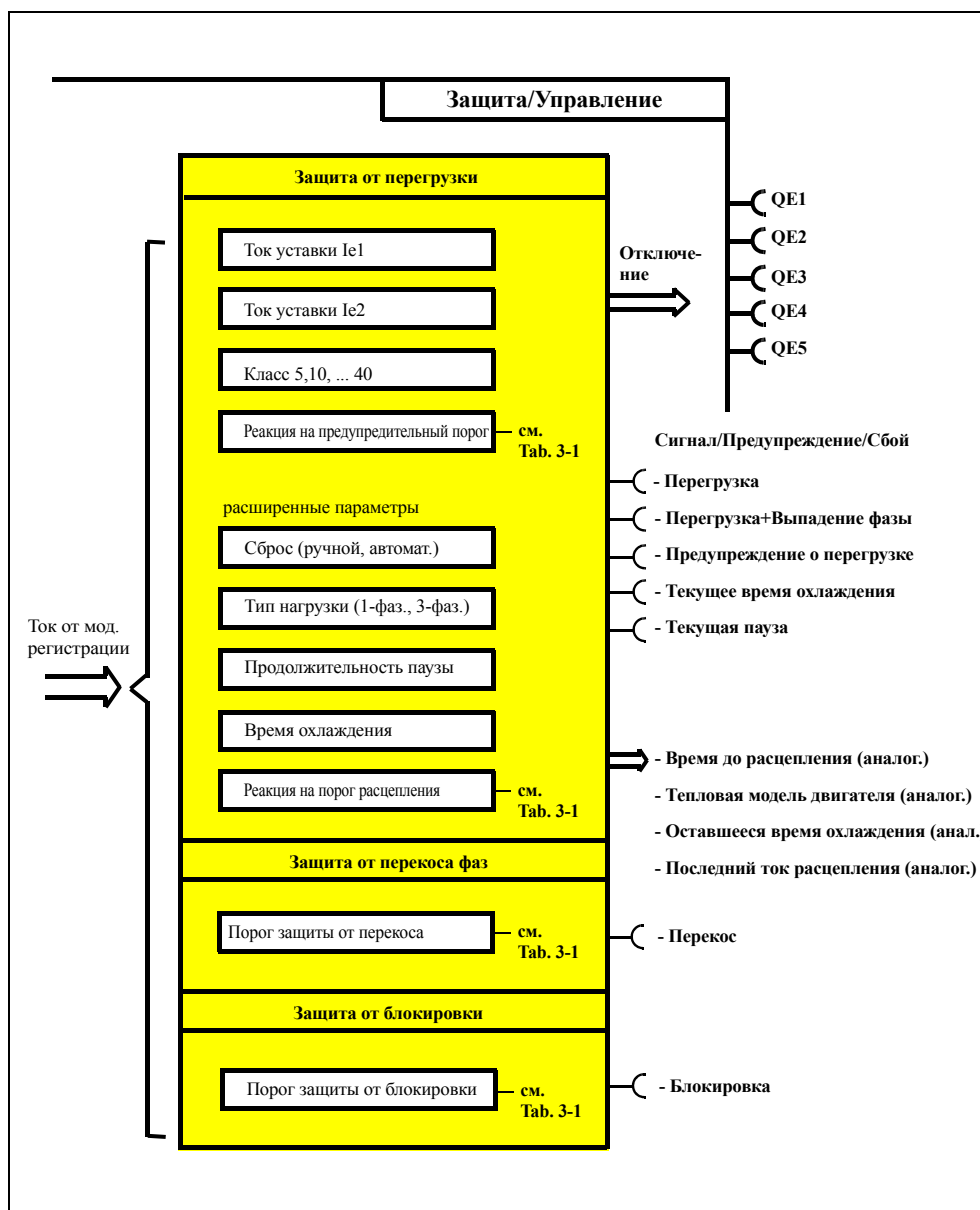 Защита/Управление
Защита от перегрузки
QE1
QE2
QE3
QE4
QE5
Ток уставки Ie1
Отключе-
ние
Ток уставки Ie2
Класс 5,10, ... 40
Реакция на предупредительный порог
см.
Tab. 3-1
Сигнал/Предупреждение/Сбой
- Перегрузка
- Перегрузка+Выпадение фазы
- Предупреждение о перегрузке
- Текущее время охлаждения
- Текущая пауза
расширенные параметры
Сброс (ручной, автомат.)
Тип нагрузки (1-фаз., 3-фаз.)
Ток от мод.
регистрации
Продолжительность паузы
Время охлаждения
Реакция на порог расцепления
см.
Tab. 3-1
- Время до расцепления (аналог.)
- Тепловая модель двигателя (аналог.)
- Оставшееся время охлаждения (анал.
- Последний ток расцепления (аналог.)
Защита от перекоса фаз
Порог защиты от перекоса
см.
Tab. 3-1
- Перекос
Защита от блокировки
Порог защиты от блокировки
см.
Tab. 3-1
- Блокировка